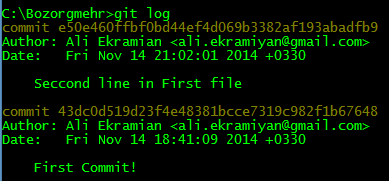 C:\Bozorgmehr>git log
commit e50e460ffbf0bd44ef4d069b3382af193abadfb9
Author: Ali Ekramian <ali.ekramiyan@gmail.com>
Date:   Fri Nov 14 21:02:01 2014 +0330
    Seccond line in First file
commit 43dc0d519d23f4e48381bcce7319c982f1b67648
Author: Ali Ekramian <ali.ekramiyan@gmail.com>
Date:   Fri Nov 14 18:41:09 2014 +0330
    First Commit!